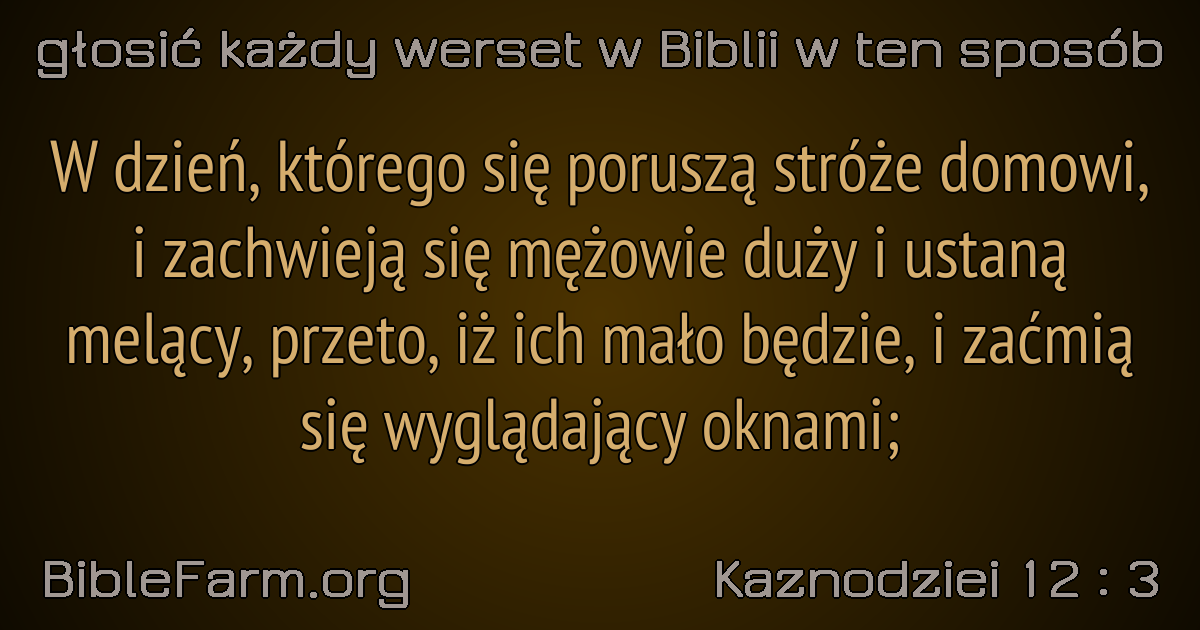 głosić każdy werset w Biblii w ten sposób
W dzień, którego się poruszą stróże domowi,
i zachwieją się mężowie duży i ustaną
melący, przeto, iż ich mało będzie, i zaćmią
się wyglądający oknami;
BibleFarm.org
Kaznodziei 12 : 3